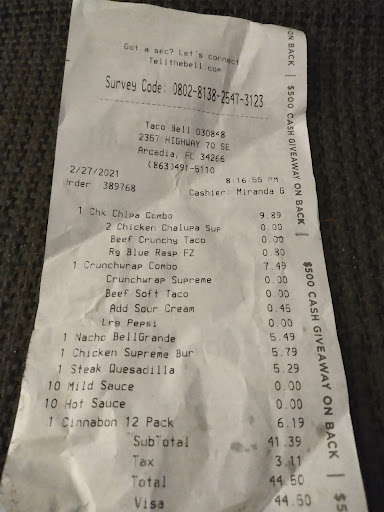 Got a sec? Let's connect
Tellthebell.com
Survey Code: 0802-8138-2547-3123
Taco Bell 030848
2357 HIGHWAY 70 SE
Arcadia, FL 34266
(863)491-5110
2/27/2021 8:16:55 PM
Order 389768 Cashier: Miranda G
1 Chk Chlpa Combo 9.89
2 Chicken Chalupa Sup 0.00
Beef Crunchy Taco 0.00
Rg Blue Rasp FZ 0.80
1 Crunchwrap Combo 7.49
Crunchwrap Supreme 0.00
Beef Soft Taco 0.00
Add Sour Cream 0.45
Lrg Pepsi 0.00
1 Nacho BellGrande 5.49
1 Chicken Supreme Bur 5.79
1 Steak Quesadilla 5.29
10 Mild Sauce 0.00
10 Hot Sauce 0.00
1 Cinnabon 12 Pack 6.19
SubTotal 41.39
Tax 3.11
Total 44.50
Visa 44.50
ON BACK | $500 CASH GIVEAWAY ON BACK | $500 CASH GIVEAWAY ON BACK | $5